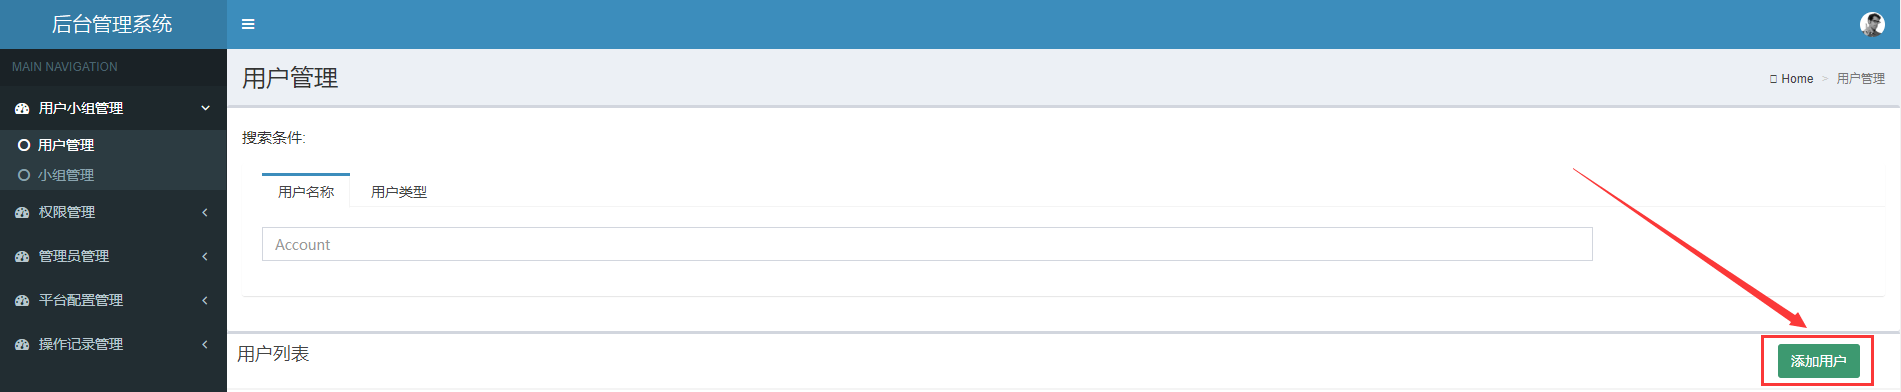 后台管理系统
MAIN NAVIGATION
用户小组管理
用户管理
小组管理
权限管理
管理员管理
平台配置管理
操作记录管理
用户管理
Home > 用户管理
搜索条件:
用户名称 用户类型
Account
用户列表
添加用户